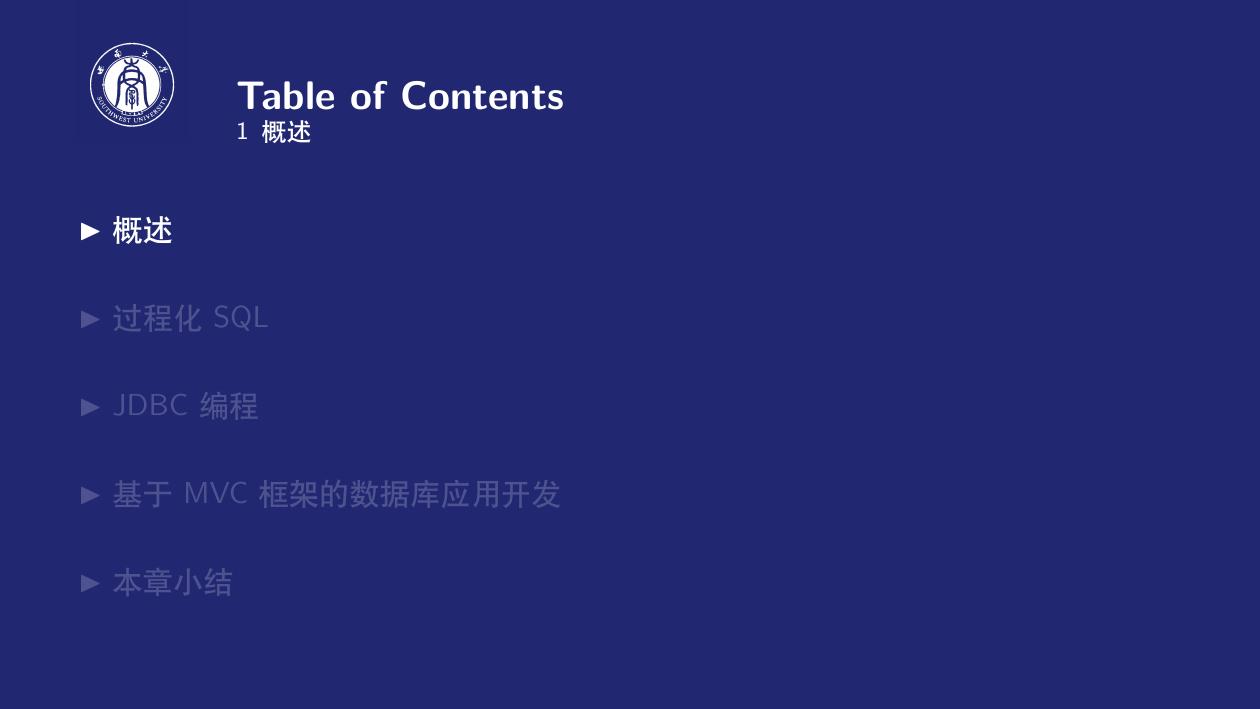 西南大学
SOUTHWEST UNIVERSITY
Table of Contents
1 概述
▶ 概述
▶ 过程化 SQL
▶ JDBC 编程
▶ 基于 MVC 框架的数据库应用开发
▶ 本章小结